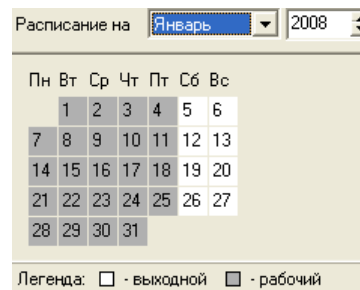 Расписание на Январь 2008
Пн Вт Ср Чт Пт Сб Вс
1 2 3 4 5 6
7 8 9 10 11 12 13
14 15 16 17 18 19 20
21 22 23 24 25 26 27
28 29 30 31
Легенда: - выходной - рабочий